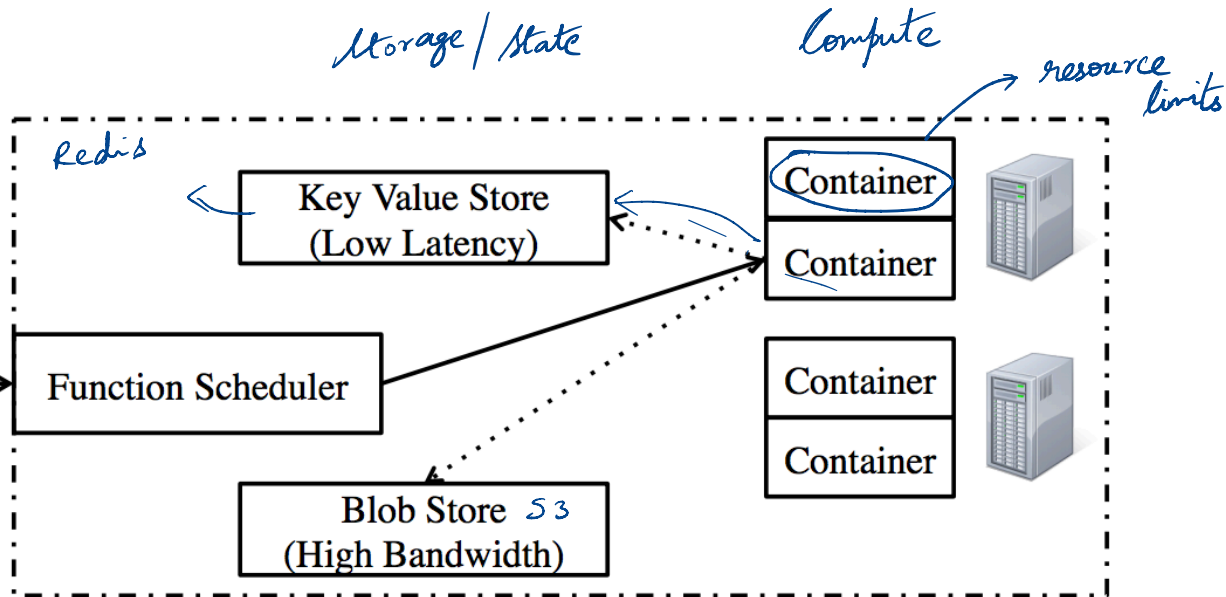 Storage / State
Compute
resource
limits
Redis
Key Value Store
(Low Latency)
Container
Container
Function Scheduler
Container
Container
Blob Store S3
(High Bandwidth)